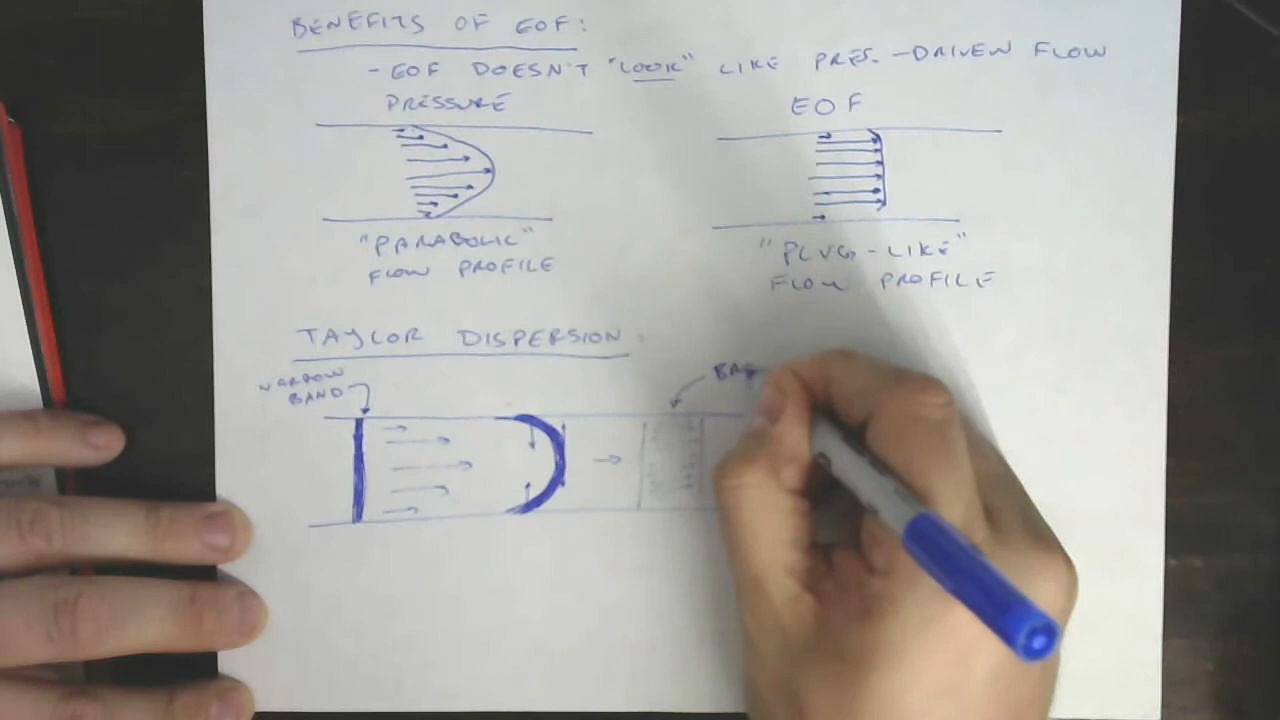 BENEFITS OF EOF:
- EOF DOESN'T "LOOK" LIKE PRES. -DRIVEN FLOW
PRESSURE
EOF
"PARABOLIC"
FLOW PROFILE
"PLUG-LIKE"
FLOW PROFILE
TAYLOR DISPERSION:
NARROW
BAND